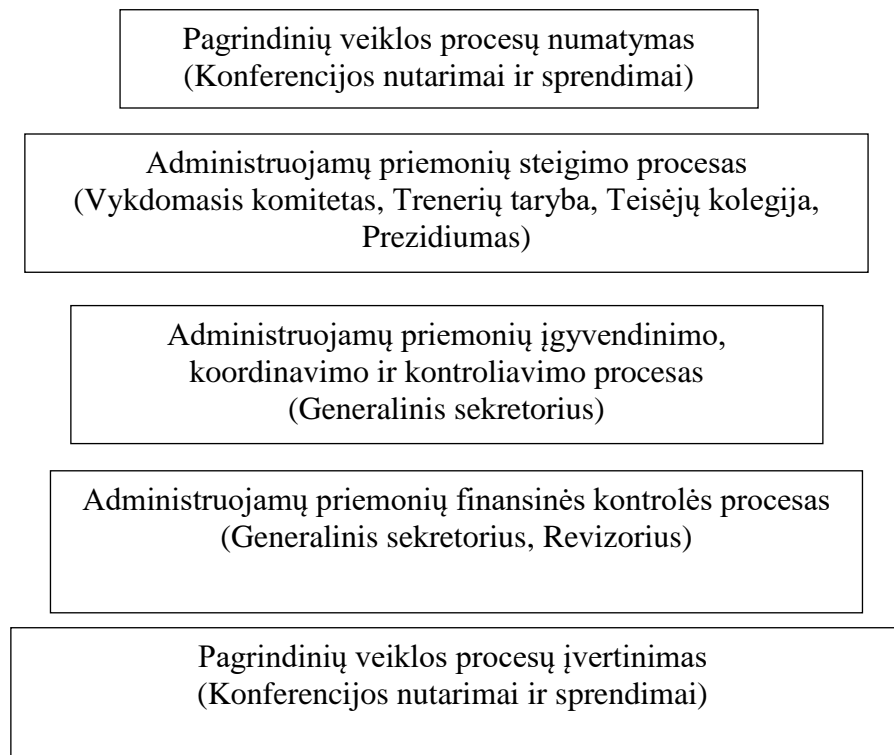 Pagrindinių veiklos procesų numatymas
(Konferencijos nutarimai ir sprendimai)
Administruojamų priemonių steigimo procesas
(Vykdomasis komitetas, Trenerių taryba, Teisėjų kolegija,
Prezidiumas)
Administruojamų priemonių įgyvendinimo,
koordinavimo ir kontroliavimo procesas
(Generalinis sekretorius)
Administruojamų priemonių finansinės kontrolės procesas
(Generalinis sekretorius, Revizorius)
Pagrindinių veiklos procesų įvertinimas
(Konferencijos nutarimai ir sprendimai)